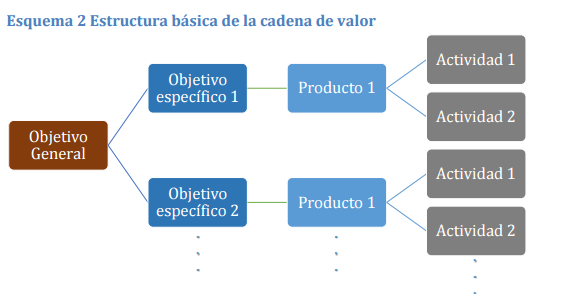 Esquema 2 Estructura básica de la cadena de valor
Objetivo
General
Objetivo
específico 1
Producto 1
Actividad 1
Actividad 2
Objetivo
específico 2
Producto 1
Actividad 1
Actividad 2